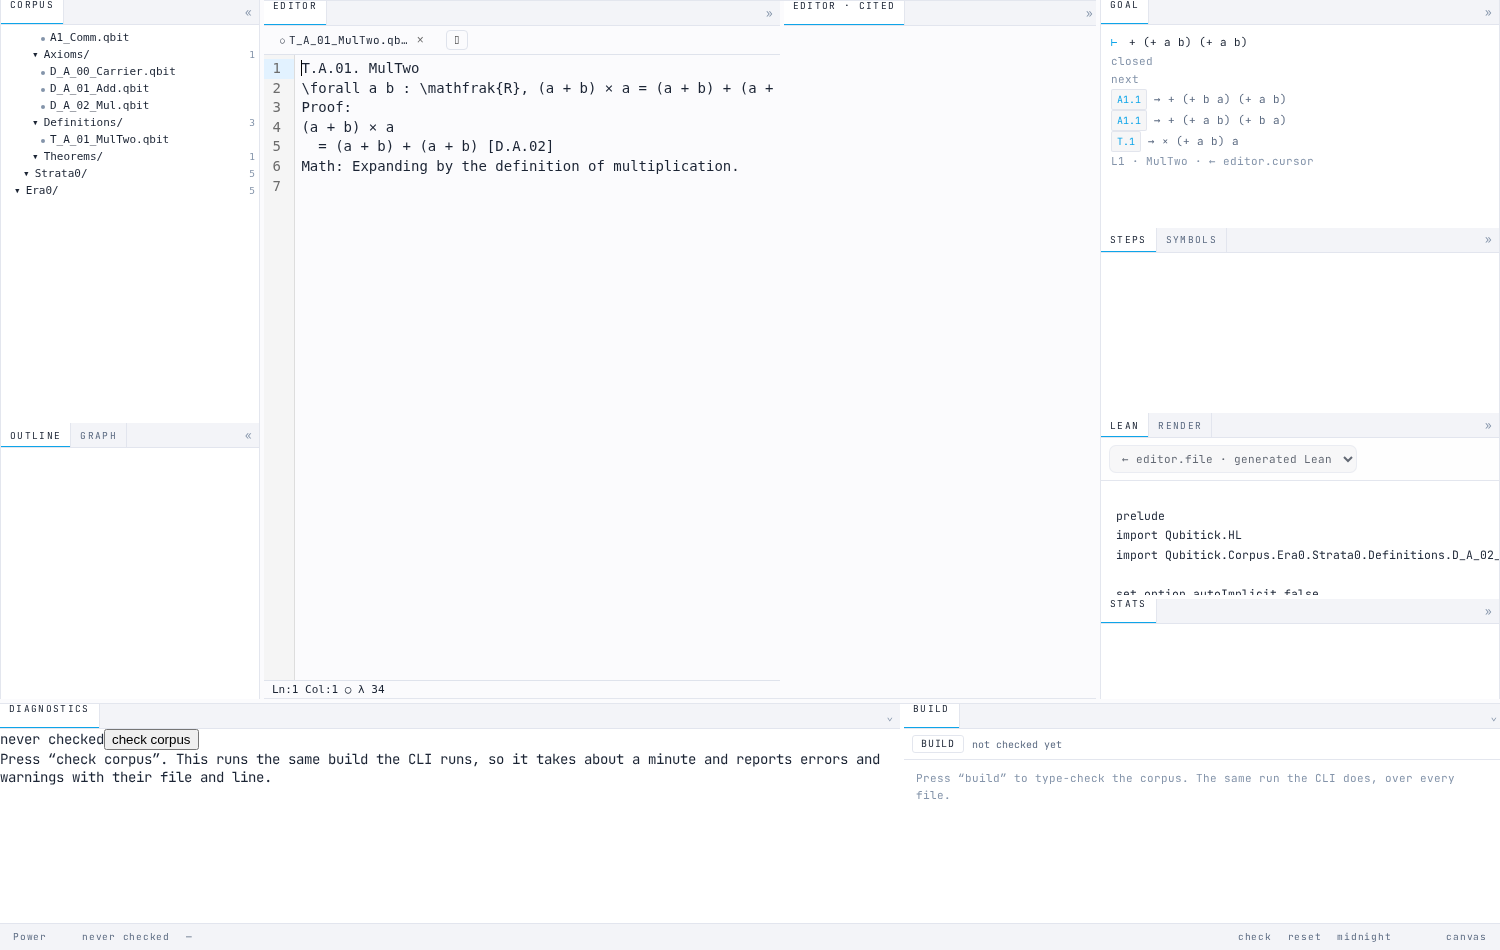 CORPUS «
A1_Comm.qbit
▾ Axioms/ 1
D_A_00_Carrier.qbit
D_A_01_Add.qbit
D_A_02_Mul.qbit
▾ Definitions/ 3
T_A_01_MulTwo.qbit
▾ Theorems/ 1
▾ Strata0/ 5
▾ Era0/ 5
OUTLINE GRAPH «
EDITOR »
○ T_A_01_MulTwo.qb… ×
1 T.A.01. MulTwo
2 \forall a b : \mathfrak{R}, (a + b) × a = (a + b) + (a +
3 Proof:
4 (a + b) × a
5 = (a + b) + (a + b) [D.A.02]
6 Math: Expanding by the definition of multiplication.
7
Ln:1 Col:1 ○ λ 34
EDITOR · CITED »
GOAL »
⊢ + (+ a b) (+ a b)
closed
next
A1.1 → + (+ b a) (+ a b)
A1.1 → + (+ a b) (+ b a)
T.1 → × (+ a b) a
L1 · MulTwo · ← editor.cursor
STEPS SYMBOLS »
LEAN RENDER »
← editor.file · generated Lean
prelude
import Qubitick.HL
import Qubitick.Corpus.Era0.Strata0.Definitions.D_A_02_
set_option autoImplicit false
STATS »
DIAGNOSTICS ⌄
never checked check corpus
Press “check corpus”. This runs the same build the CLI runs, so it takes about a minute and reports errors and
warnings with their file and line.
BUILD ⌄
BUILD not checked yet
Press “build” to type-check the corpus. The same run the CLI does, over every
file.
Power never checked — check reset midnight canvas